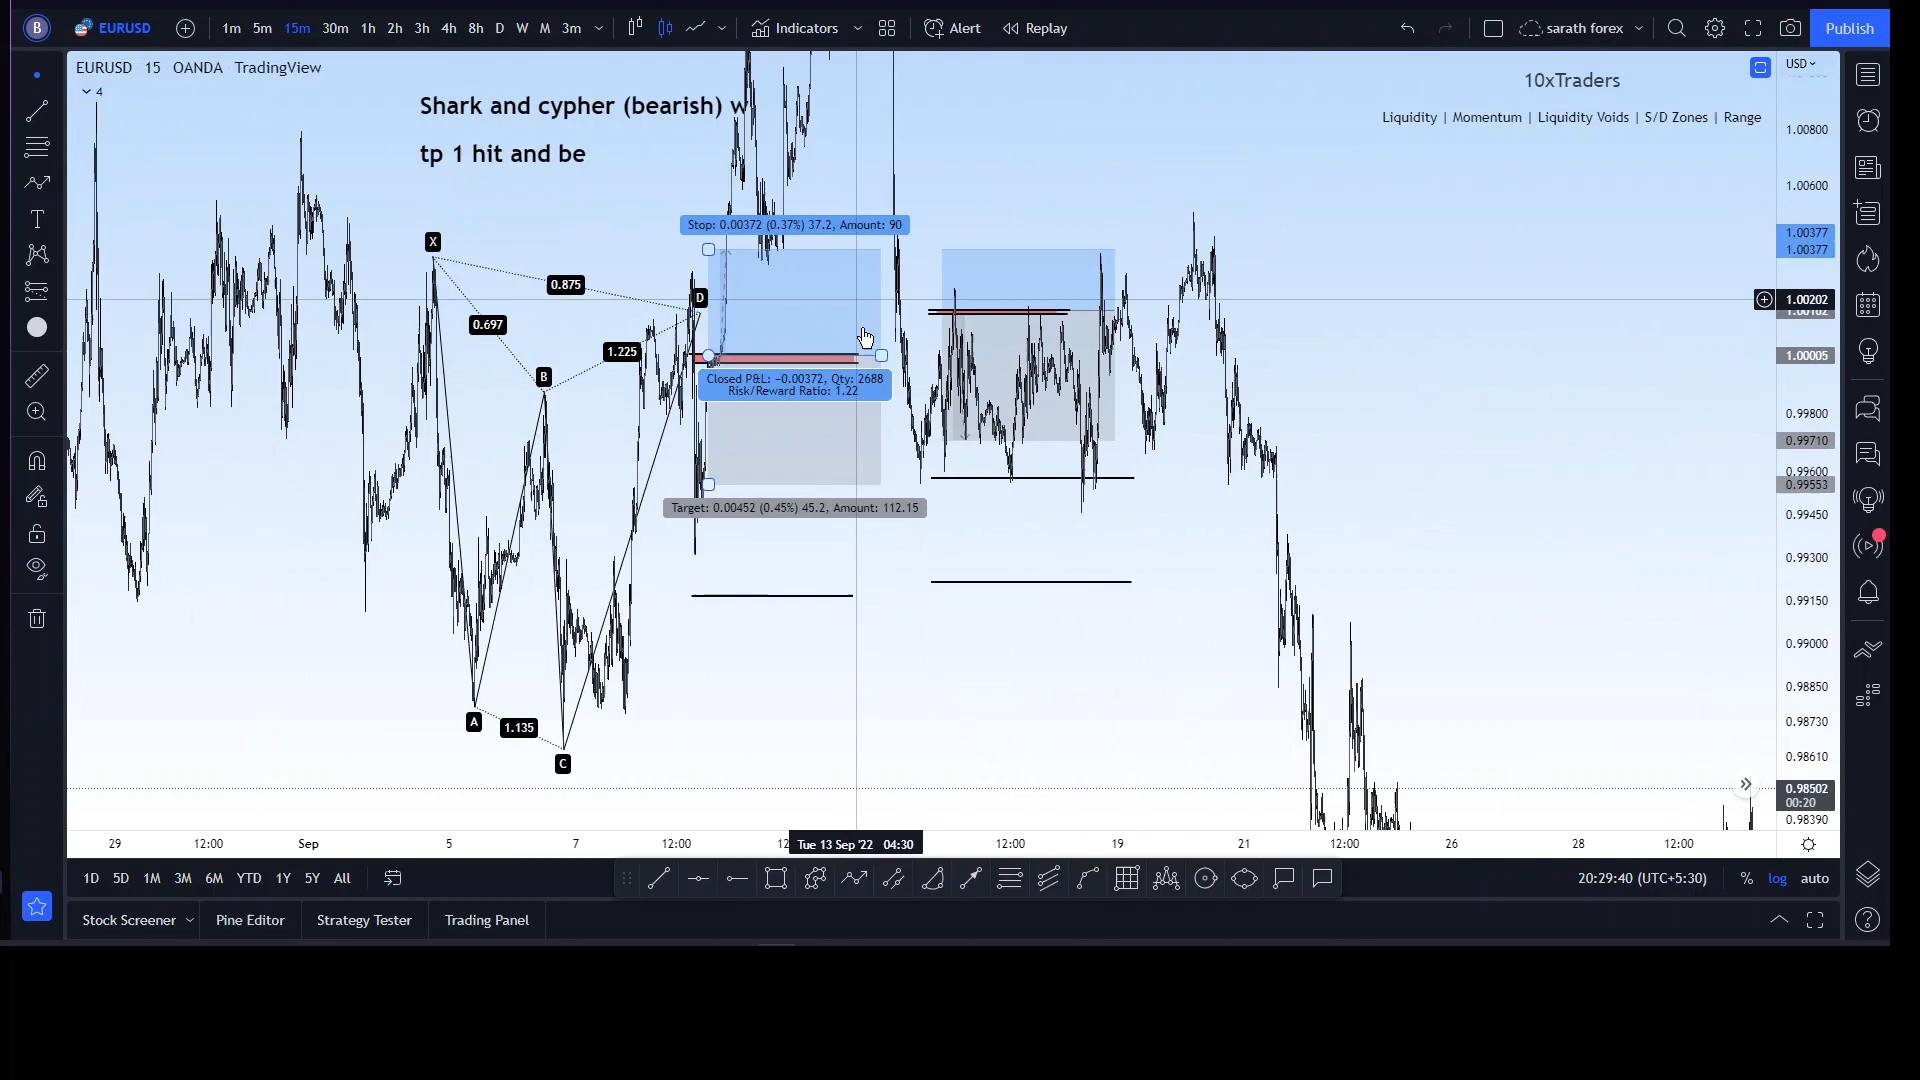 B EURUSD 1m 5m 15m 30m 1h 2h 3h 4h 8h D W M 3m Indicators Alert Replay sarath forex Publish
EURUSD 15 OANDA TradingView
4
Shark and cypher (bearish) w
tp 1 hit and be
10xTraders
Liquidity | Momentum | Liquidity Voids | S/D Zones | Range
USD
1.00800
1.00600
1.00377
1.00377
1.00202
1.00005
0.99800
0.99710
0.99600
0.99553
0.99450
0.99300
0.99150
0.99000
0.98850
0.98730
0.98610
0.98502
00:20
0.98390
Stop: 0.00372 (0.37%) 37.2, Amount: 90
X
0.875
D
0.697
1.225
B
Closed P&L: −0.00372, Qty: 2688
Risk/Reward Ratio: 1.22
Target: 0.00452 (0.45%) 45.2, Amount: 112.15
A
1.135
C
29 12:00 Sep 5 7 12:00 12 Tue 13 Sep '22 04:30 12:00 19 21 12:00 26 28 12:00
1D 5D 1M 3M 6M YTD 1Y 5Y All 20:29:40 (UTC+5:30) % log auto
Stock Screener Pine Editor Strategy Tester Trading Panel